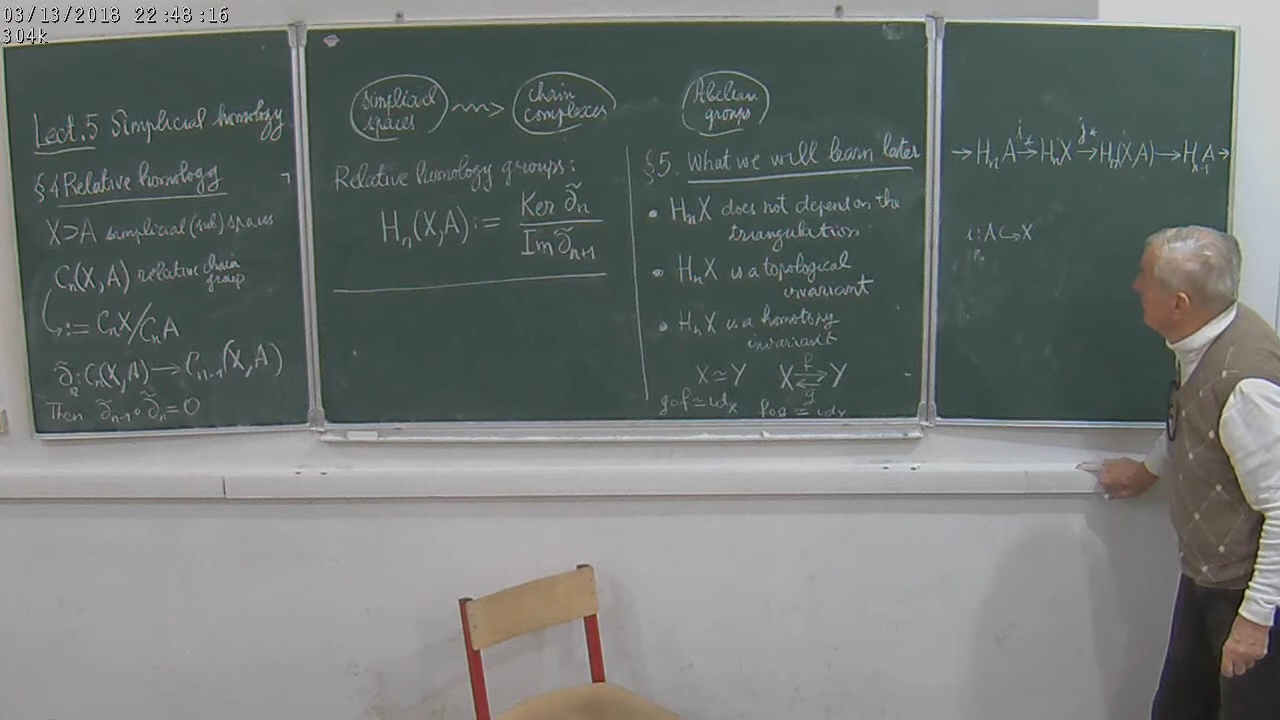 03/13/2018 22:48:16
304k
Lect.5 Simplicial homology
§4 Relative homology
X⊃A simplicial (sub) spaces
Cₙ(X,A) relative chain group
:= CₙX/CₙA
∂̃ₙ: Cₙ(X,A) → Cₙ₋₁(X,A)
Then ∂̃ₙ₋₁∘∂̃ₙ=0
simplicial spaces ⇝ chain complexes
Abelian groups
Relative homology groups:
Hₙ(X,A) := Ker ∂̃ₙ / Im ∂̃ₙ₊₁
§5. What we will learn later
• HₙX does not depend on the
triangulation
• HₙX is a topological
invariant
• HₙX is a homotopy
invariant
X≃Y X ⇄ Y
f
g
g∘f≃idₓ f∘g≃id
→ HₙA →i⁎ HₙX →j⁎ Hₙ(X,A) → Hₙ₋₁A →
i:A↪X